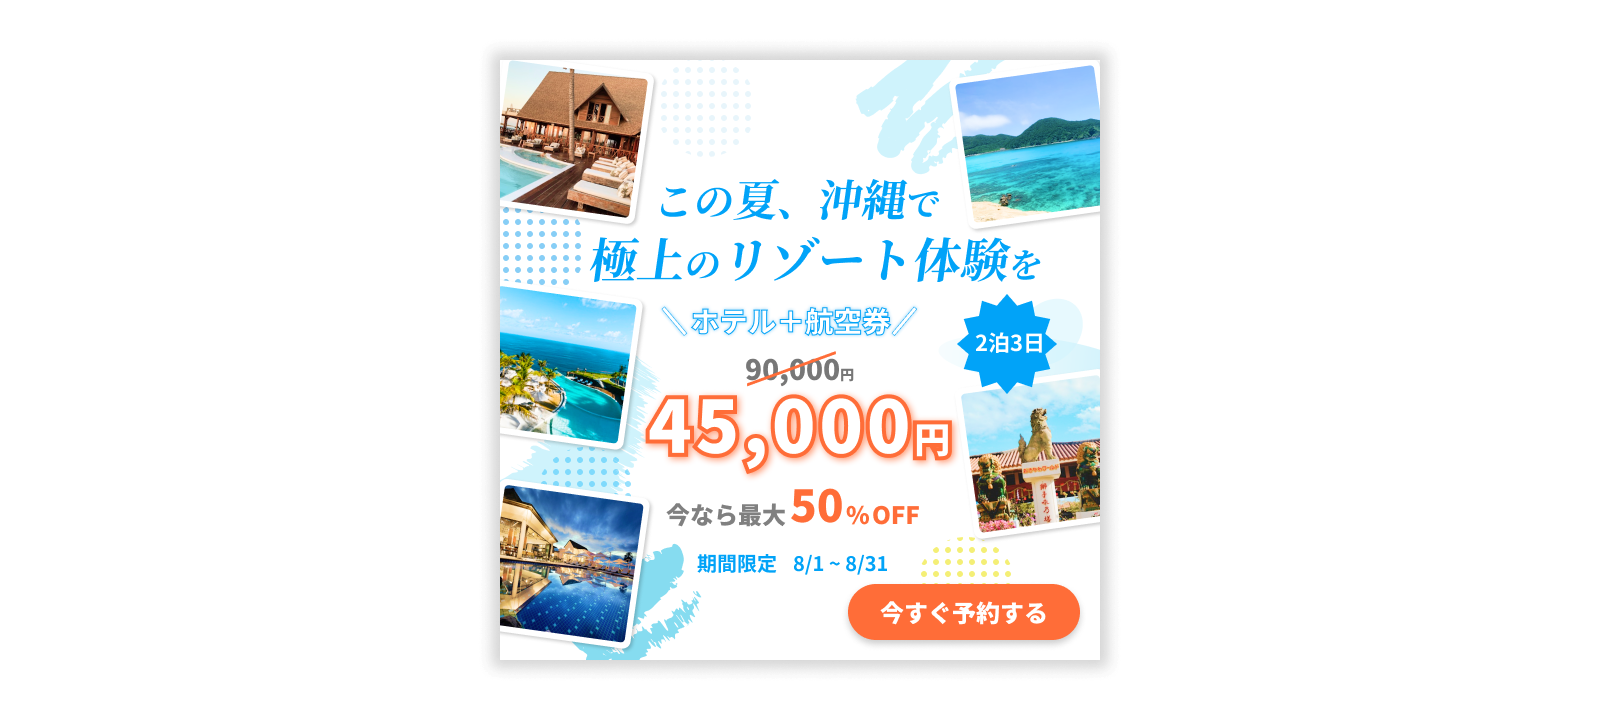 この夏、沖縄で
極上のリゾート体験を
＼ホテル＋航空券／
2泊3日
90,000円
45,000円
今なら最大50%OFF
期間限定 8/1 ~ 8/31
今すぐ予約する